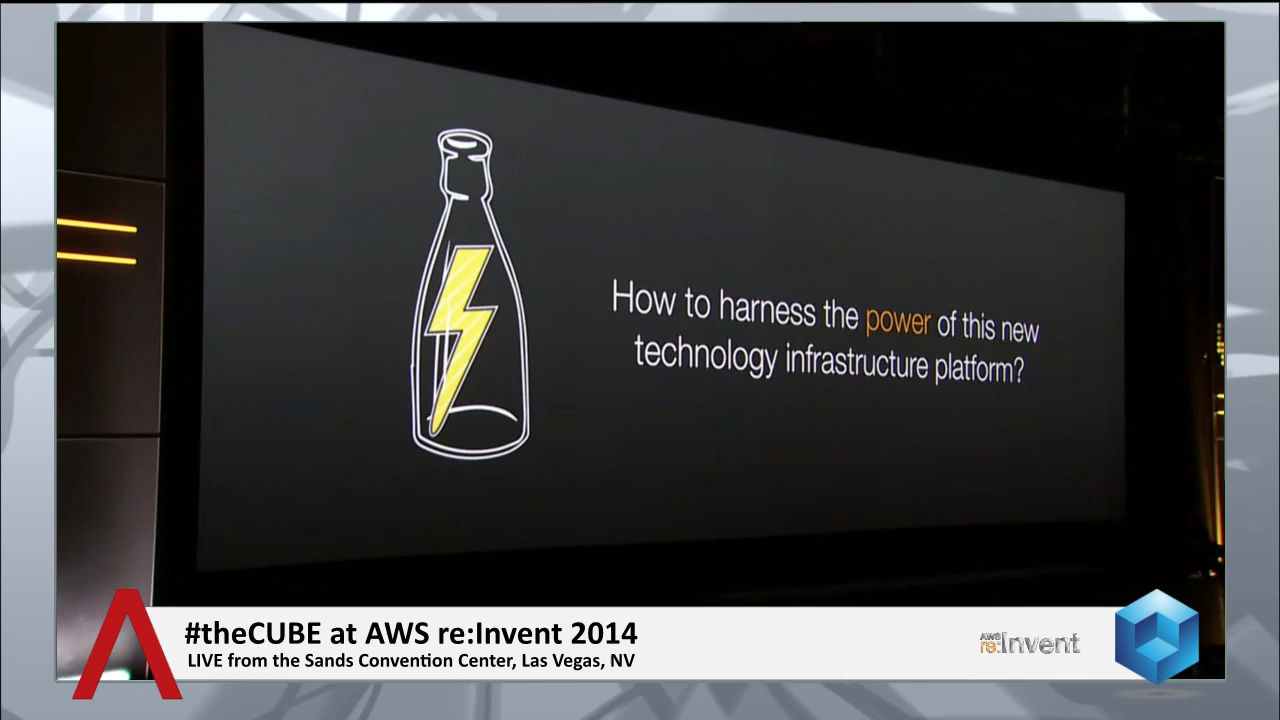 How to harness the power of this new
technology infrastructure platform?
#theCUBE at AWS re:Invent 2014
LIVE from the Sands Convention Center, Las Vegas, NV
AWS
re:Invent